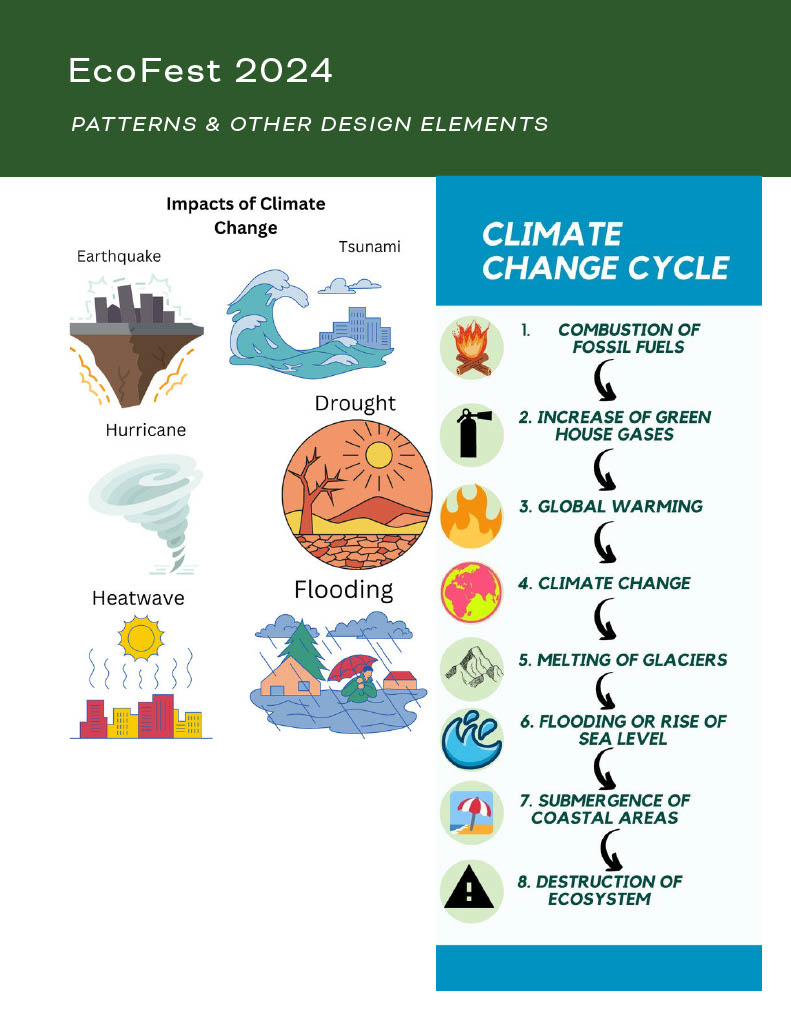 EcoFest 2024
PATTERNS & OTHER DESIGN ELEMENTS
Impacts of Climate
Change
Earthquake
Tsunami
Hurricane
Drought
Heatwave
Flooding
CLIMATE
CHANGE CYCLE
1. COMBUSTION OF
FOSSIL FUELS
2. INCREASE OF GREEN
HOUSE GASES
3. GLOBAL WARMING
4. CLIMATE CHANGE
5. MELTING OF GLACIERS
6. FLOODING OR RISE OF
SEA LEVEL
7. SUBMERGENCE OF
COASTAL AREAS
8. DESTRUCTION OF
ECOSYSTEM